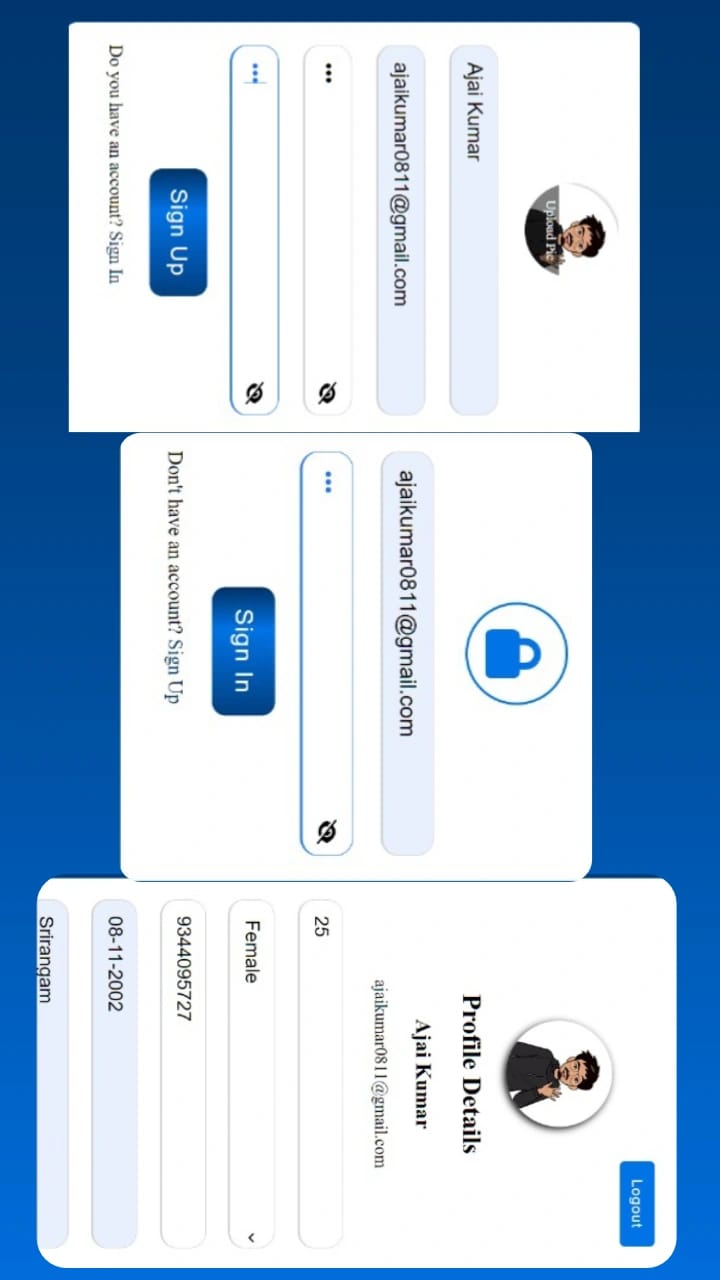 Upload Pic
Ajai Kumar
ajaikumar0811@gmail.com
•••
•••
Sign Up
Do you have an account? Sign In
ajaikumar0811@gmail.com
•••
Sign In
Don't have an account? Sign Up
Logout
Profile Details
Ajai Kumar
ajaikumar0811@gmail.com
25
Female
9344095727
08-11-2002
Srirangam